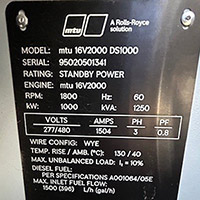 mtu
A Rolls-Royce
solution
MODEL: mtu 16V2000 DS1000
SERIAL: 95020501341
RATING: STANDBY POWER
ENGINE: mtu 16V2000
RPM: 1800 Hz: 60
kW: 1000 kVA: 1250
VOLTS AMPS PH PF
277/480 1504 3 0.8
WIRE CONFIG: WYE
TEMP. RISE / AMB. (°C): 130 / 40
MAX. UNBALANCED LOAD: I₂ = 10%
DIESEL FUEL:
PER SPECIFICATIONS A001064/05E
MAX. INLET FUEL FLOW:
1500 (396) L/h (gal/h)